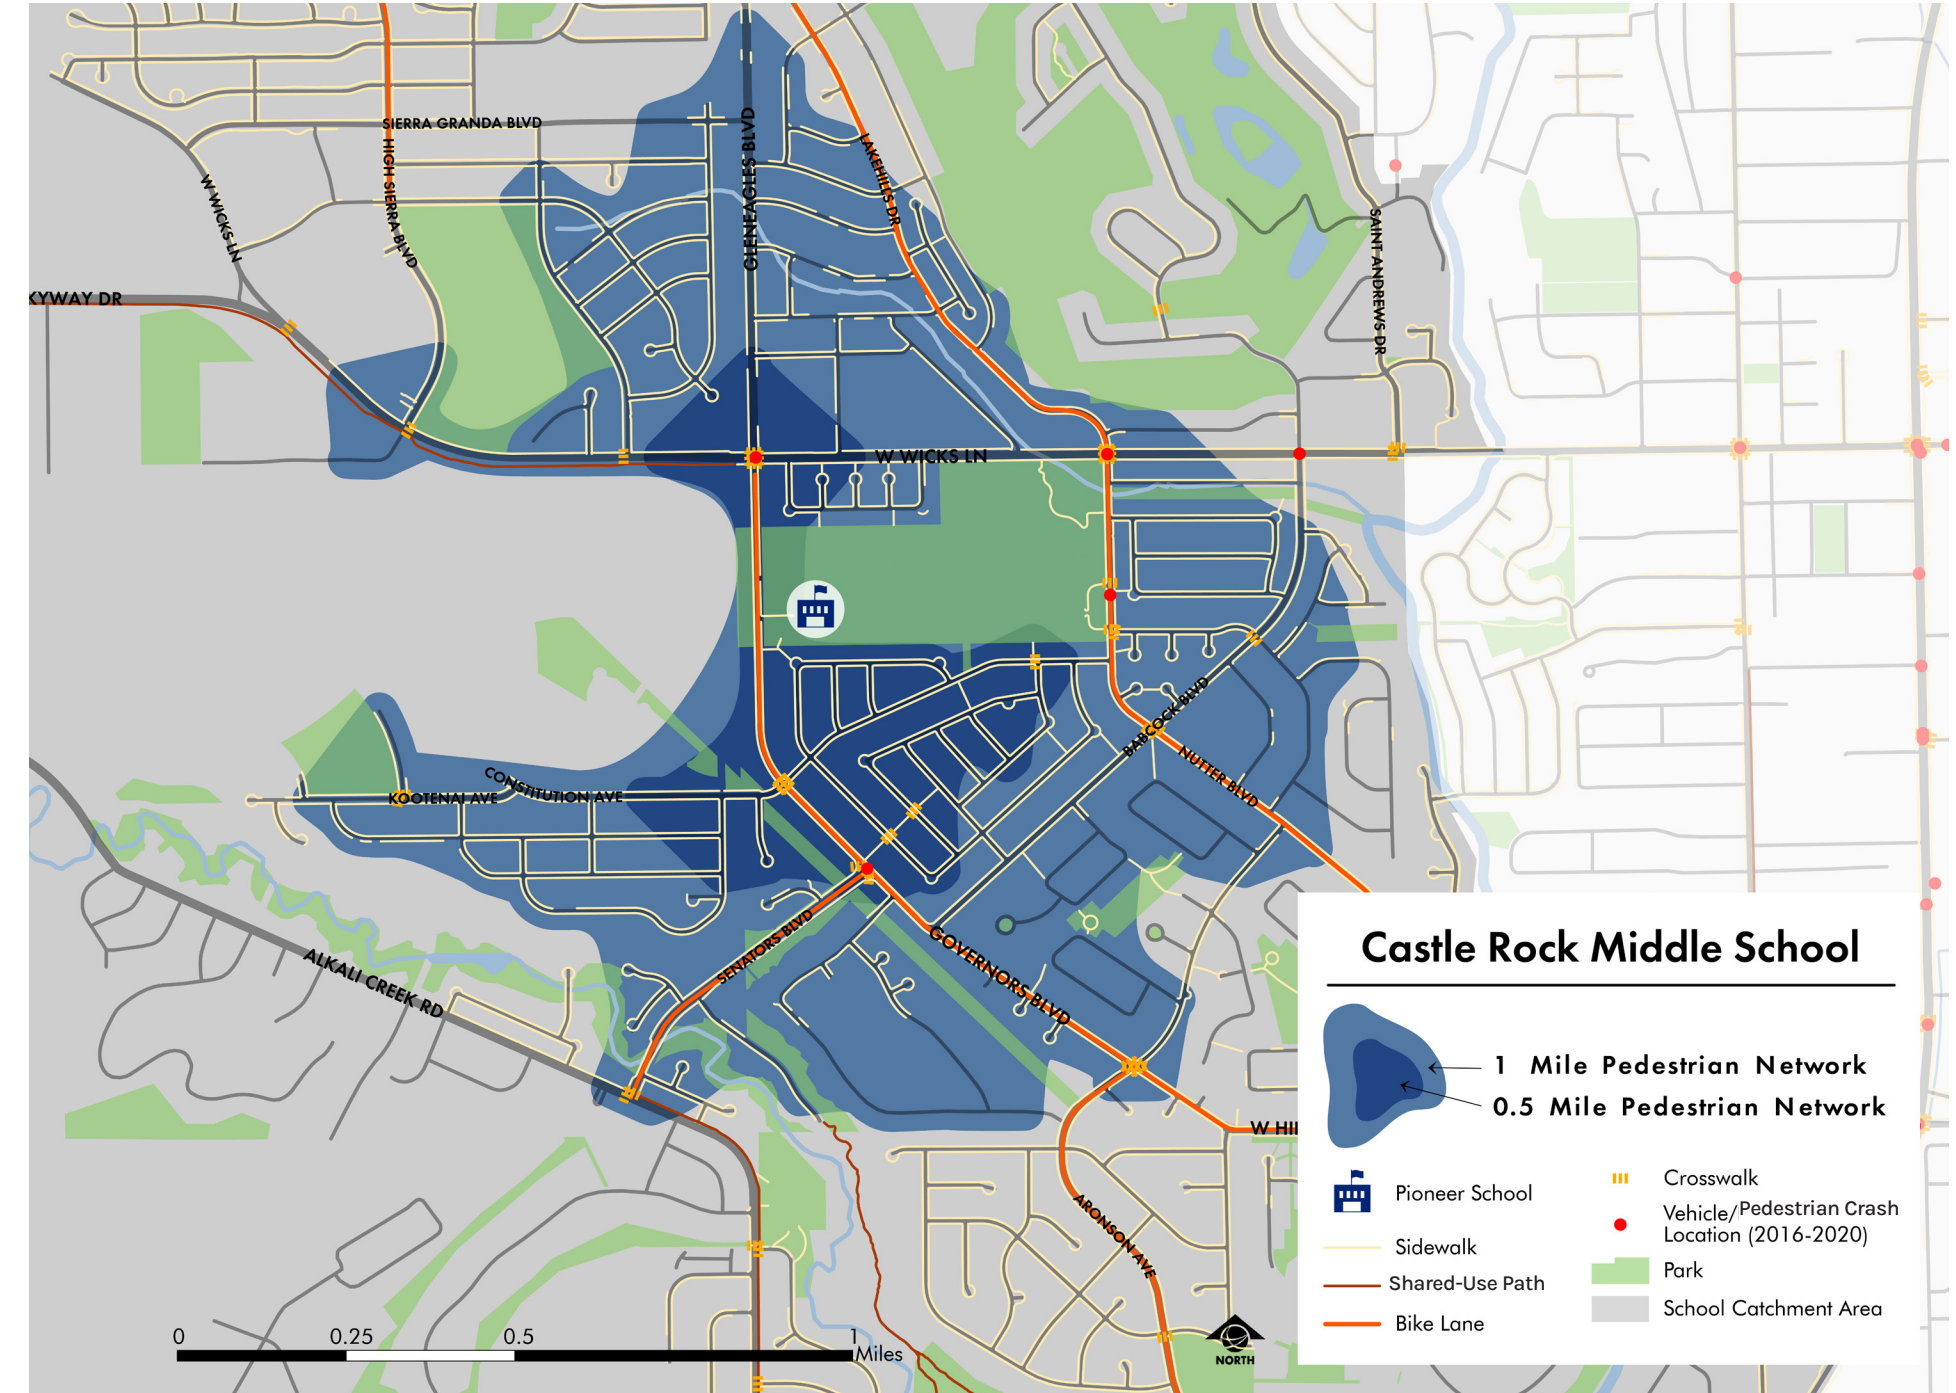 SIERRA GRANDA BLVD
HIGH SIERRA BLVD
W WICKS LN
GLENEAGLES BLVD
LAKEHILLS DR
SAINT ANDREWS DR
KYWAY DR
W WICKS LN
BABCOCK BLVD
NUTTER BLVD
CONSTITUTION AVE
KOOTENAI AVE
SENATORS BLVD
GOVERNORS BLVD
ALKALI CREEK RD
W HI
ARONSON AVE
Castle Rock Middle School
1 Mile Pedestrian Network
0.5 Mile Pedestrian Network
Pioneer School
Sidewalk
Shared-Use Path
Bike Lane
Crosswalk
Vehicle/Pedestrian Crash
Location (2016-2020)
Park
School Catchment Area
0 0.25 0.5 1
Miles
NORTH